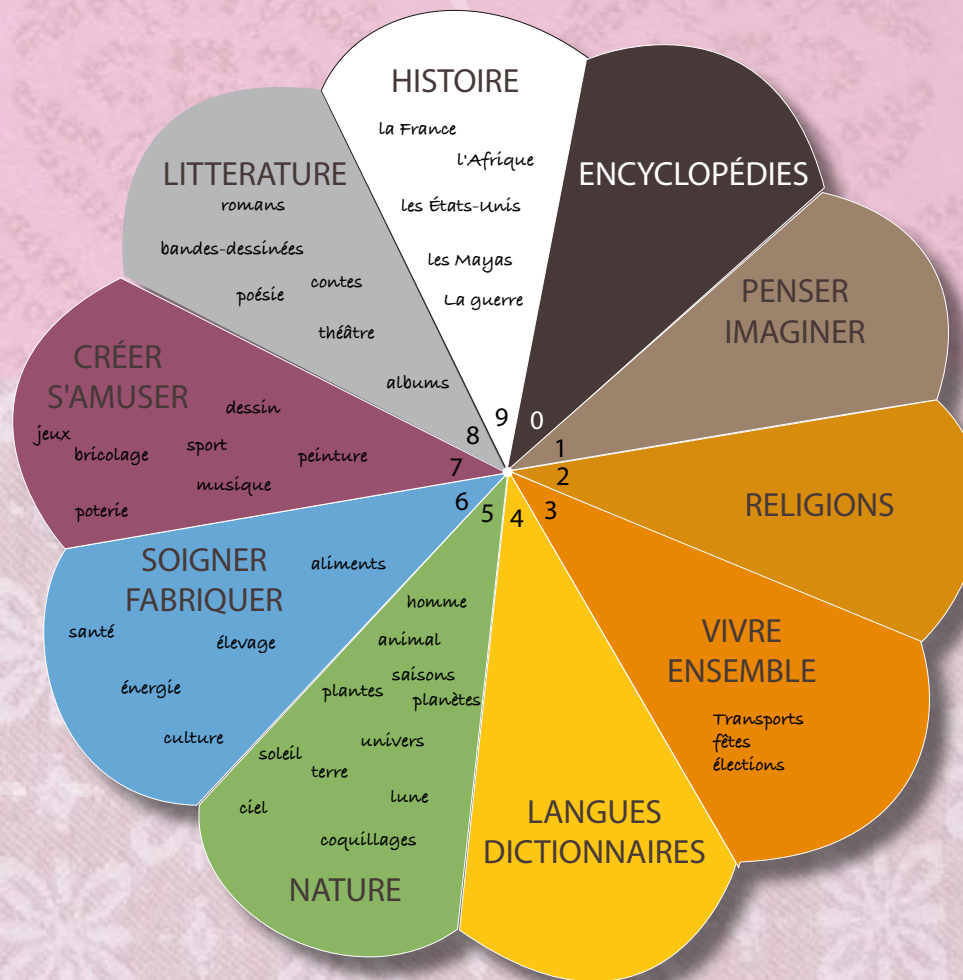 HISTOIRE
la France
l'Afrique
les États-Unis
les Mayas
La guerre
9
ENCYCLOPÉDIES
0
PENSER
IMAGINER
1
RELIGIONS
2
VIVRE
ENSEMBLE
Transports
fêtes
élections
3
LANGUES
DICTIONNAIRES
4
5
homme
animal
saisons
plantes
planètes
univers
soleil
terre
lune
ciel
coquillages
NATURE
6
SOIGNER
FABRIQUER
aliments
santé
élevage
énergie
culture
7
CRÉER
S'AMUSER
dessin
jeux
bricolage
sport
peinture
musique
poterie
8
LITTERATURE
romans
bandes-dessinées
contes
poésie
théâtre
albums